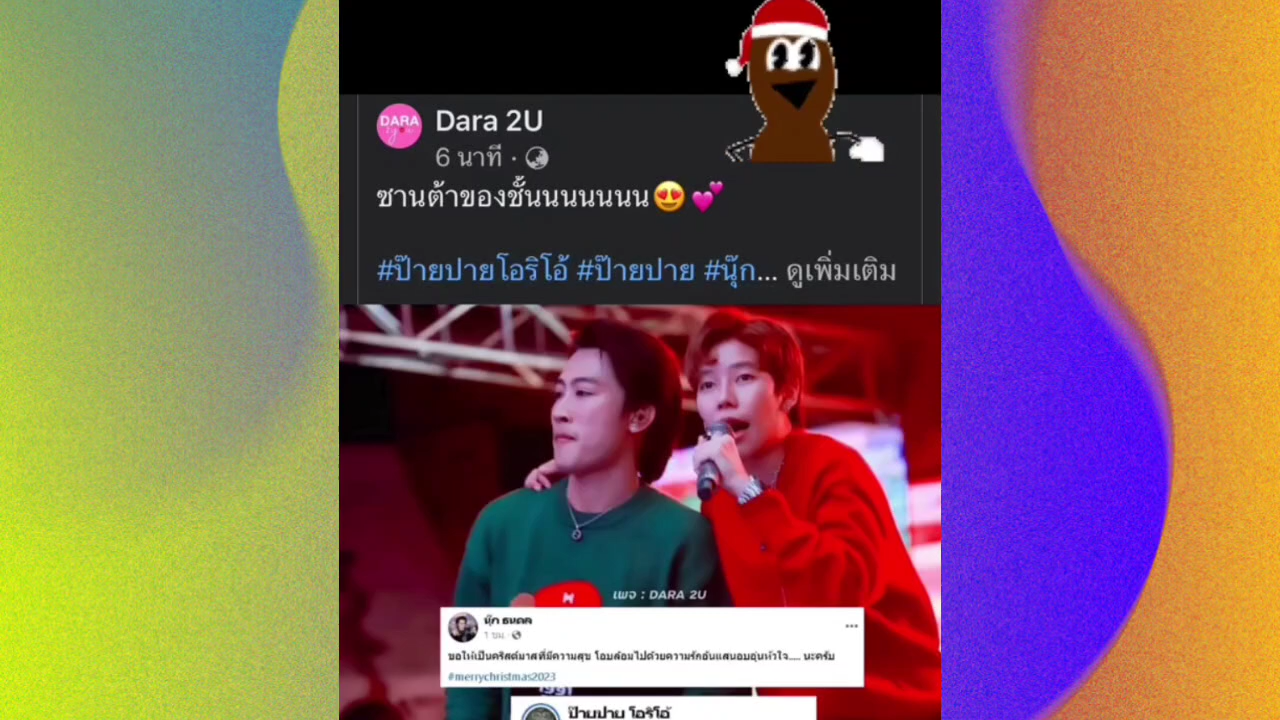 DARA
Dara 2U
6 นาที ·
ซานต้าของชั้นนนนนนน
#ป๊ายปายโอริโอ้ #ป๊ายปาย #นุ๊ก... ดูเพิ่มเติม
เพจ : DARA 2U
นุ๊ก ธนดล
1 ชม. ·
ขอให้เป็นคริสต์มาสที่มีความสุข โอบล้อมไปด้วยความรักอันแสนอบอุ่นหัวใจ..... นะครับ
#merrychristmas2023
1991
ป๊ายปาย โอริโอ้